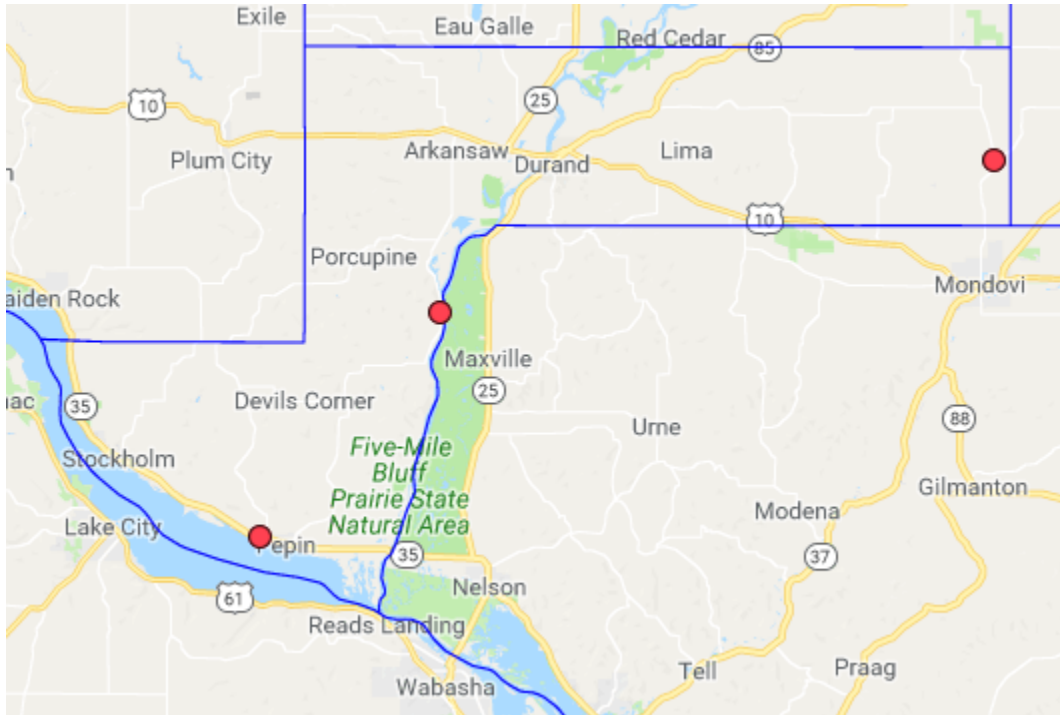 Exile
Eau Galle
Red Cedar
85
10
25
Plum City
Arkansaw
Durand
Lima
10
Porcupine
Mondovi
aiden Rock
Maxville
25
35
Devils Corner
88
Urne
Five-Mile
Bluff
Prairie State
Natural Area
Stockholm
Gilmanton
Lake City
Modena
Pepin
35
37
Nelson
61
Reads Landing
Tell
Praag
Wabasha